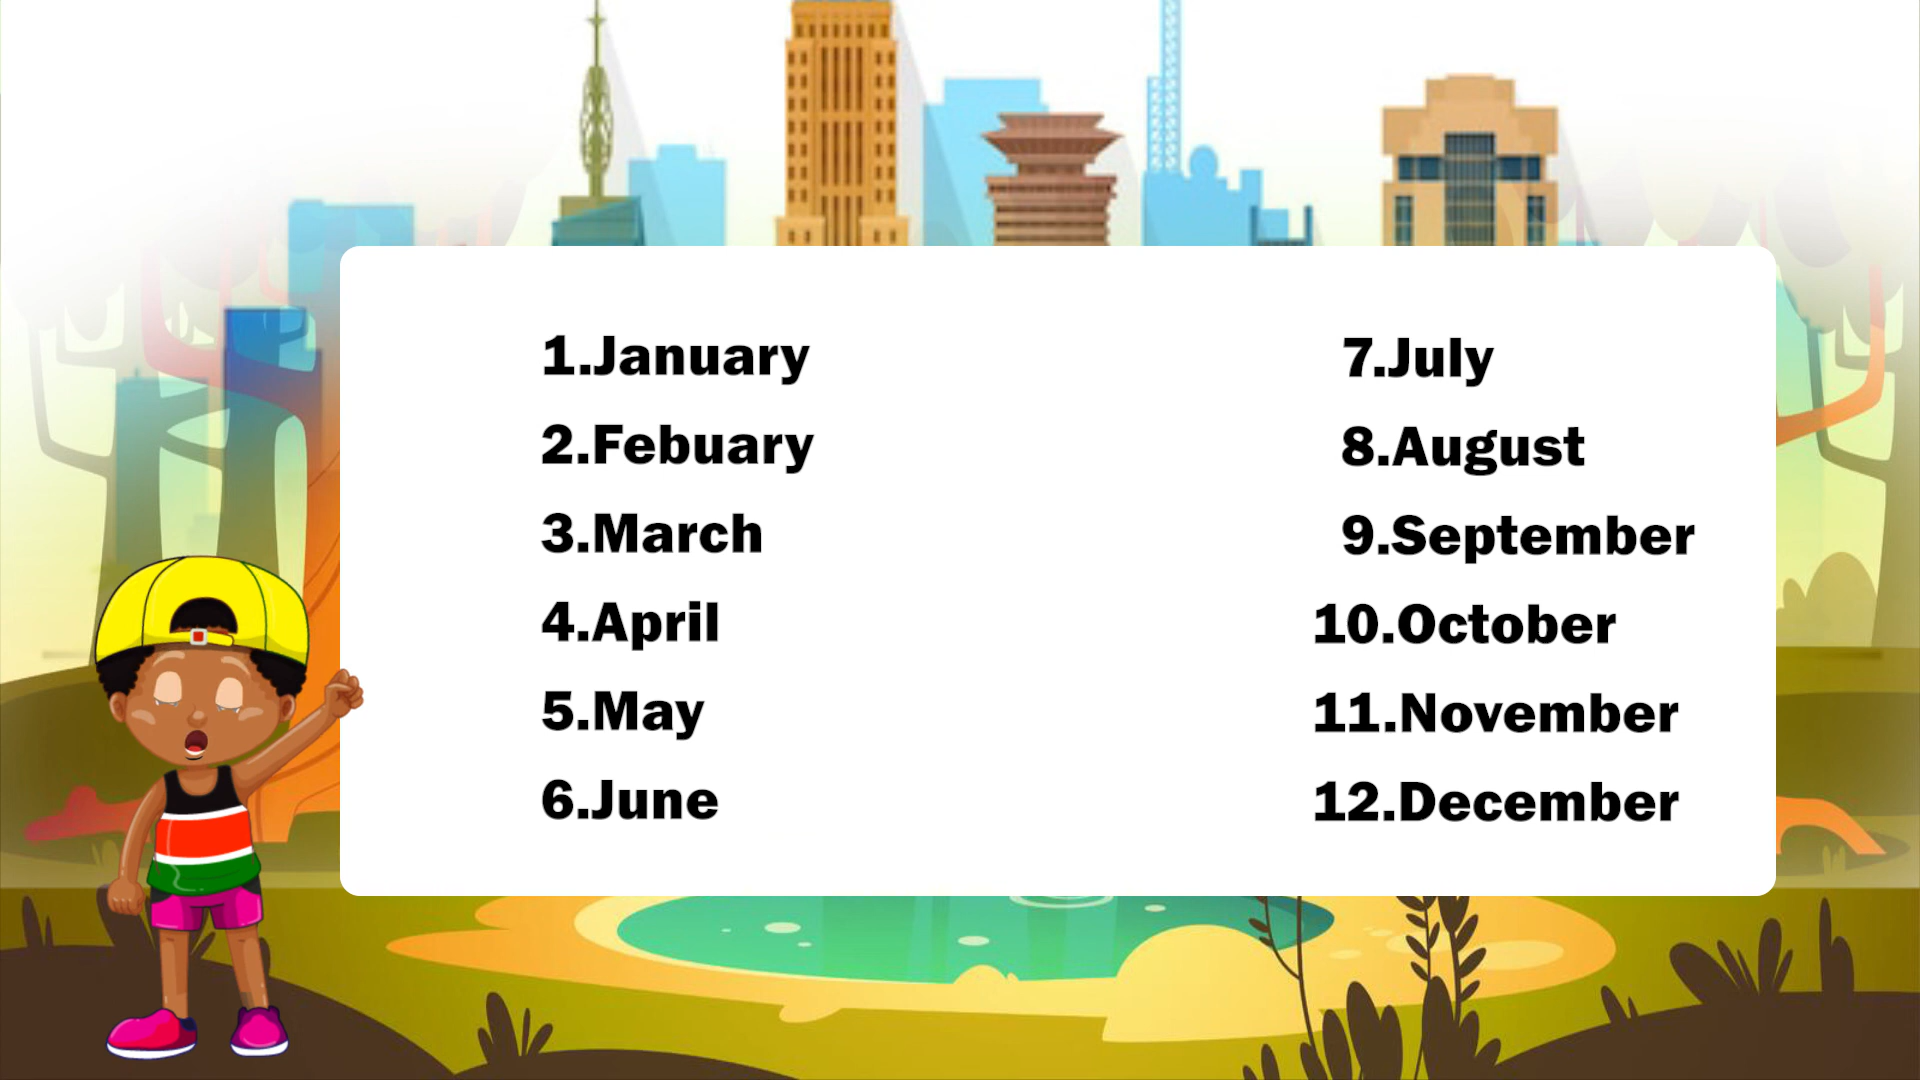 1.January
2.Febuary
3.March
4.April
5.May
6.June
7.July
8.August
9.September
10.October
11.November
12.December